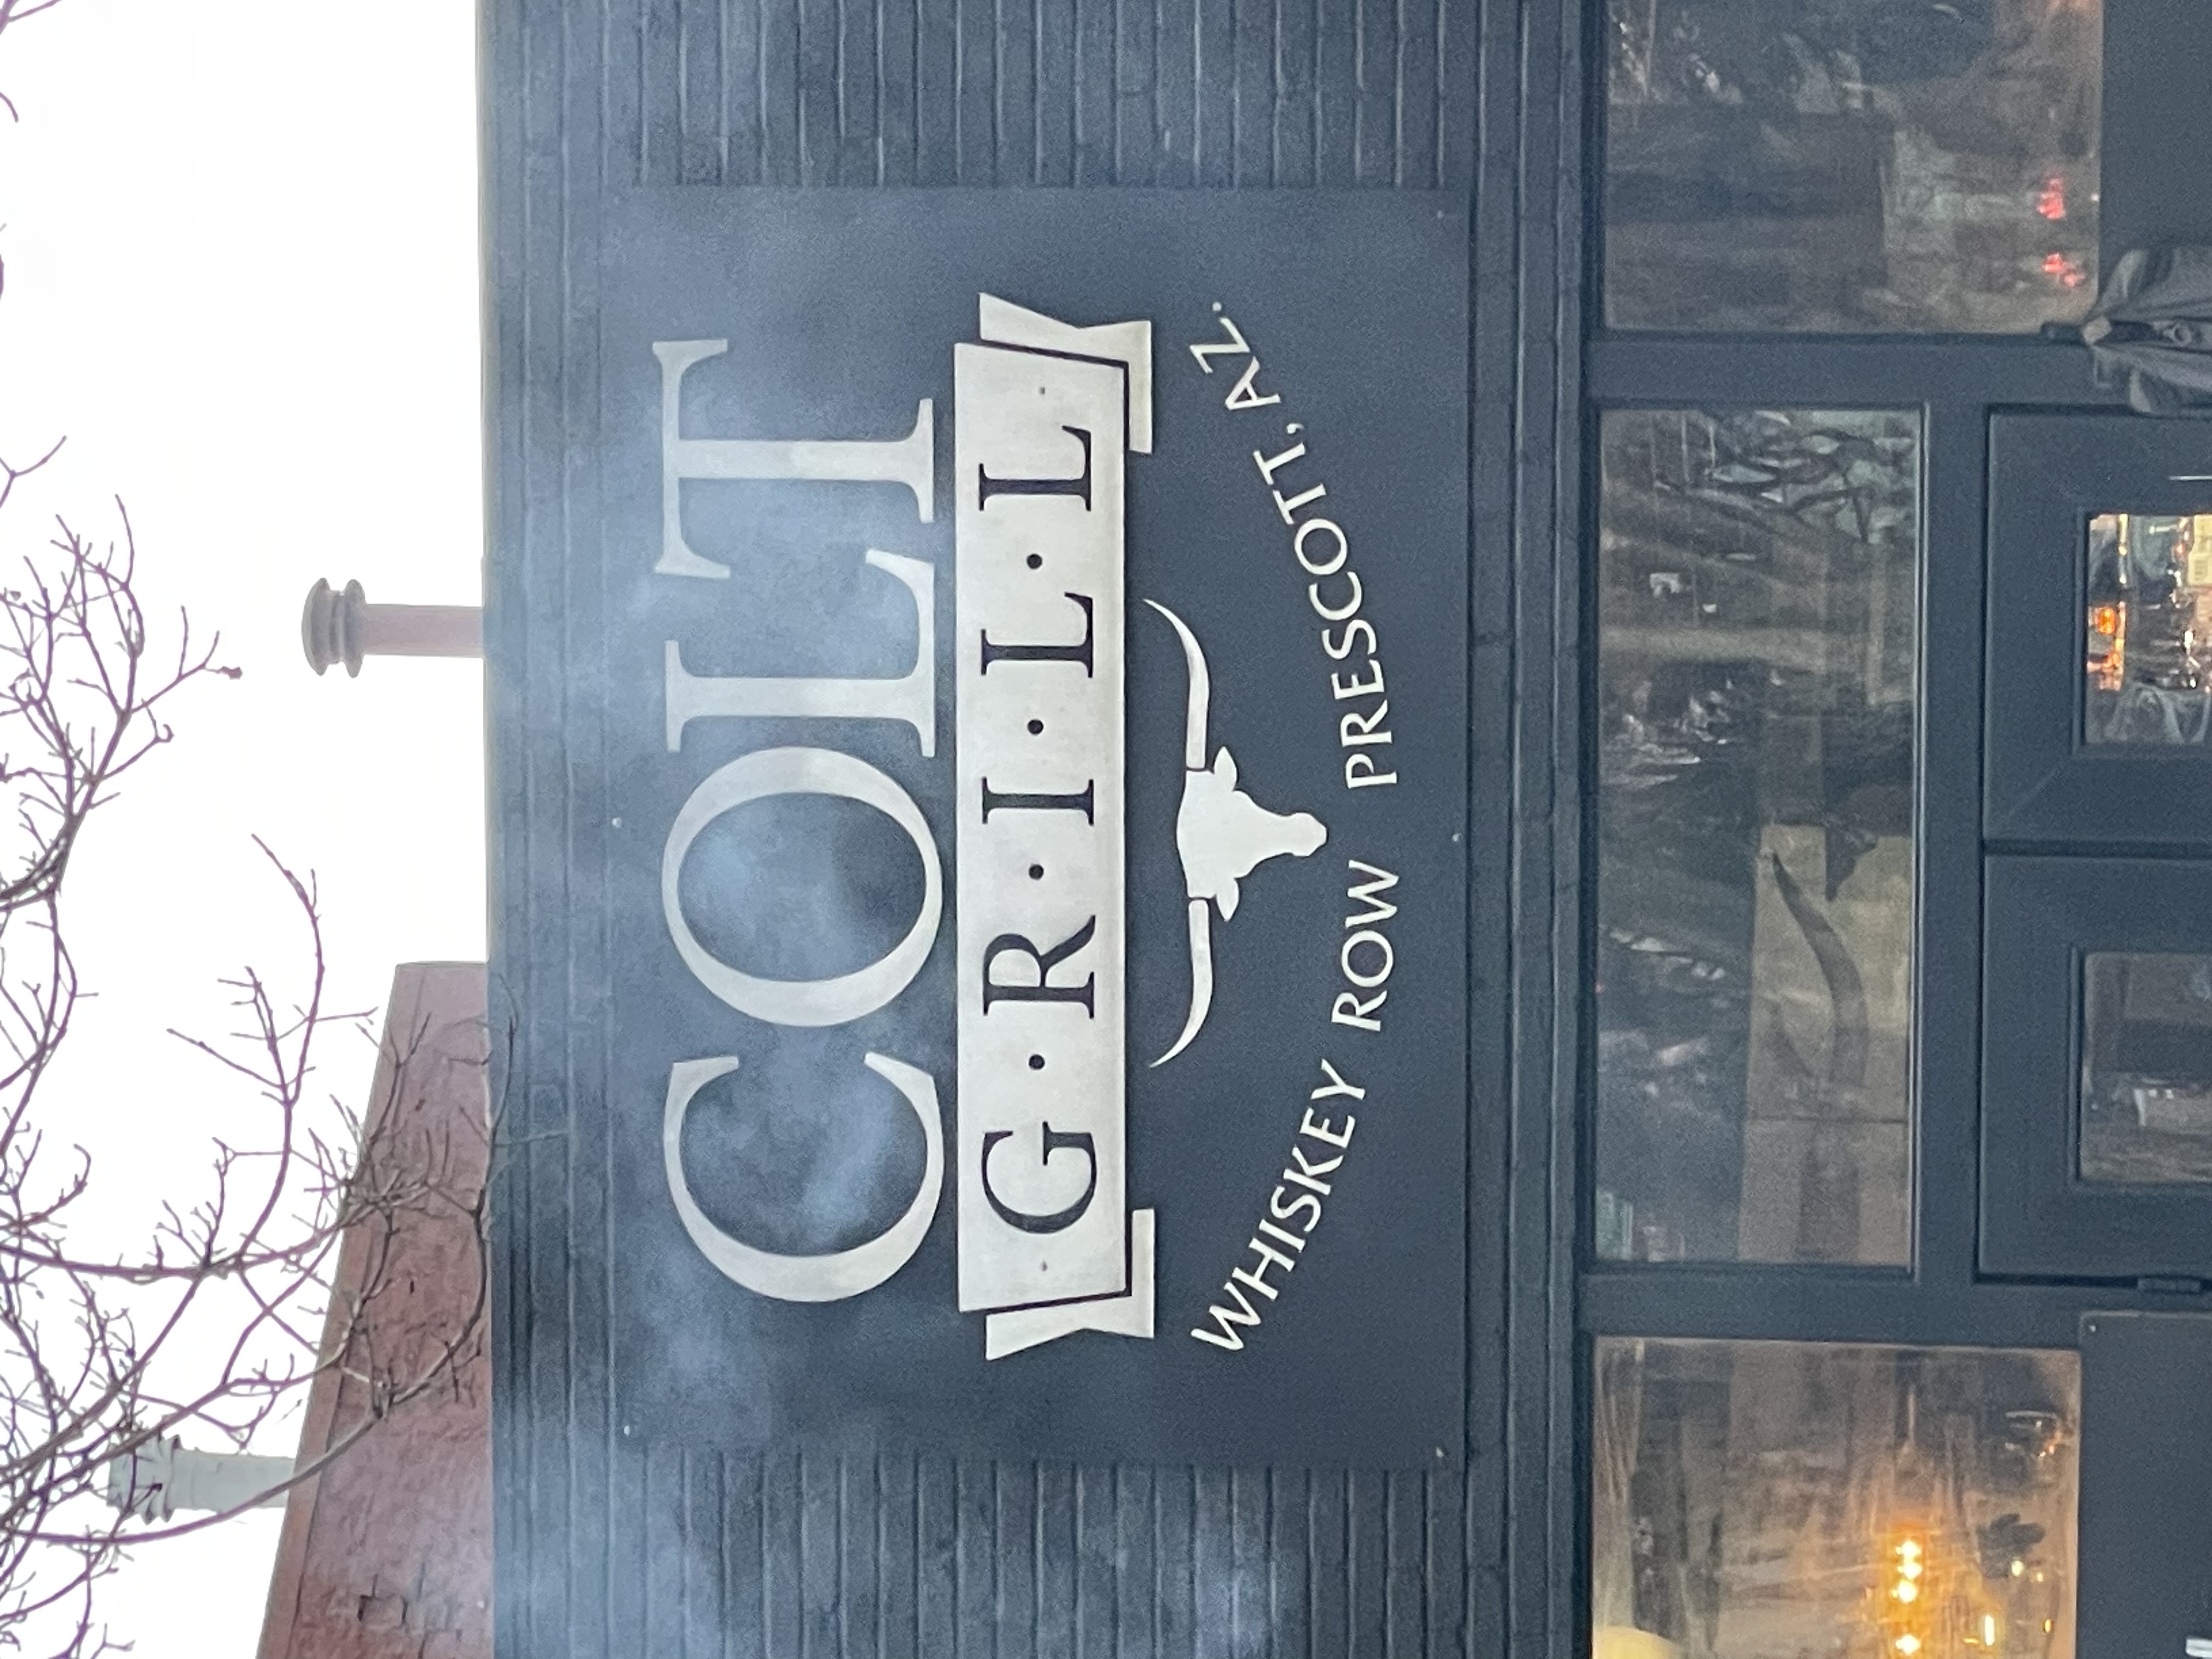 COLT
G·R·I·L·L
WHISKEY ROW PRESCOTT, AZ.